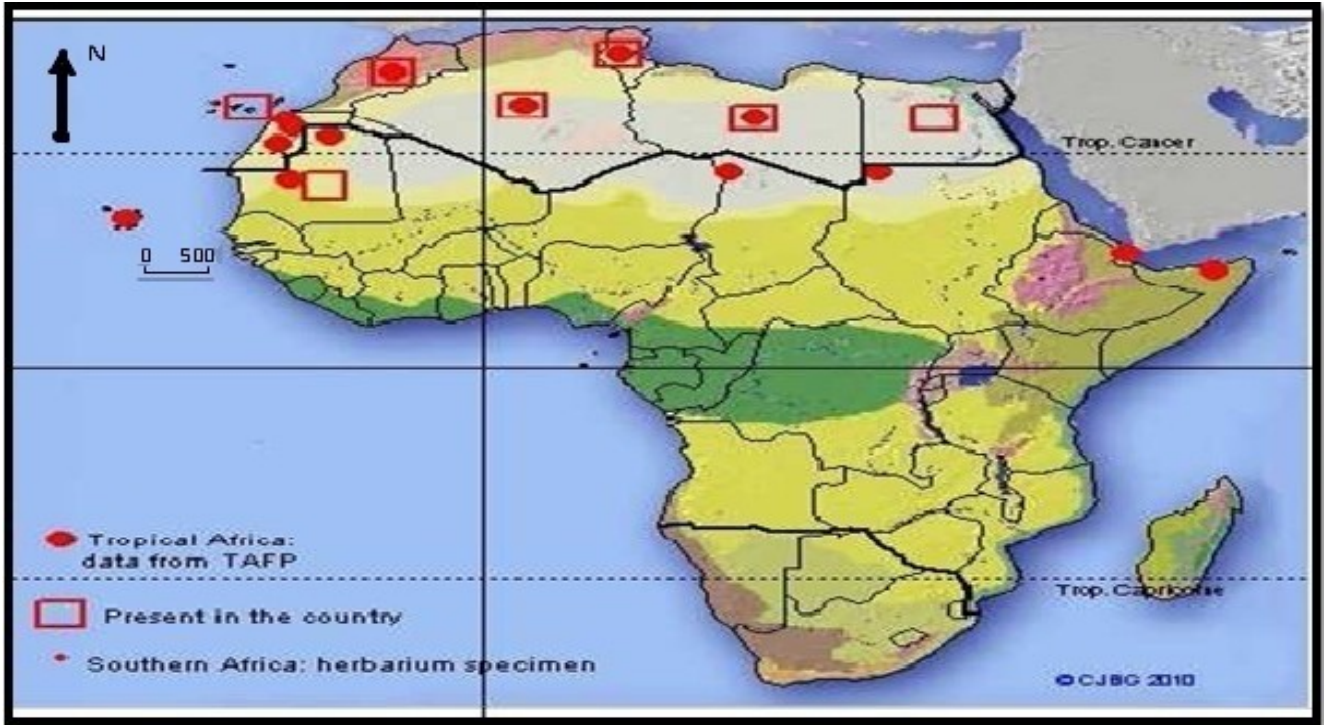 N
Trop. Cancer
0 500
Tropical Africa:
data from TAFP
Present in the country
Southern Africa: herbarium specimen
Trop. Capricorne
© CJBG 2010